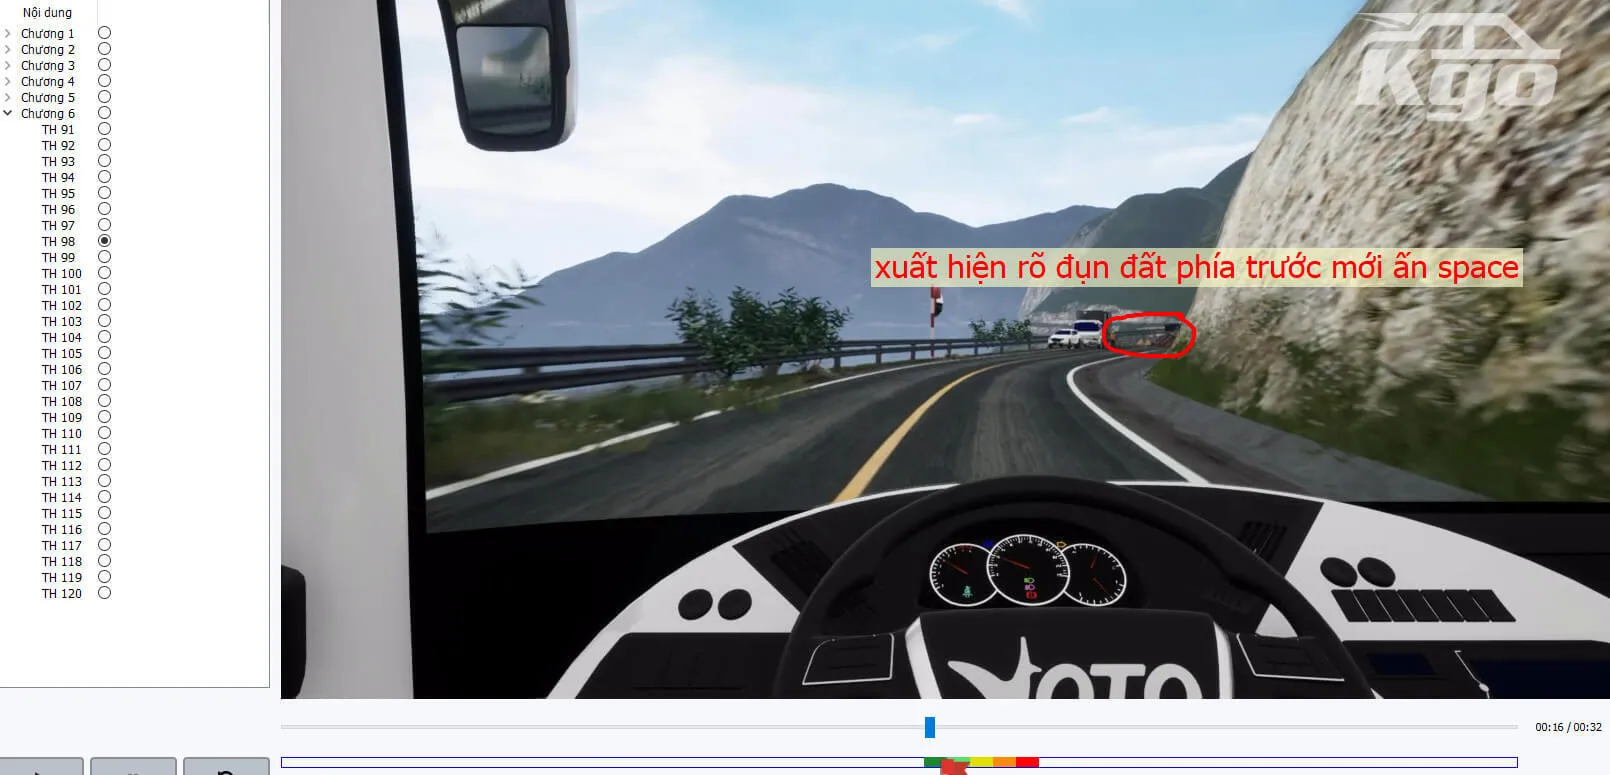 Nội dung
Chương 1
Chương 2
Chương 3
Chương 4
Chương 5
Chương 6
TH 91
TH 92
TH 93
TH 94
TH 95
TH 96
TH 97
TH 98
TH 99
TH 100
TH 101
TH 102
TH 103
TH 104
TH 105
TH 106
TH 107
TH 108
TH 109
TH 110
TH 111
TH 112
TH 113
TH 114
TH 115
TH 116
TH 117
TH 118
TH 119
TH 120
Kgo
xuất hiện rõ đụn đất phía trước mới ấn space
OTO
00:16 / 00:32